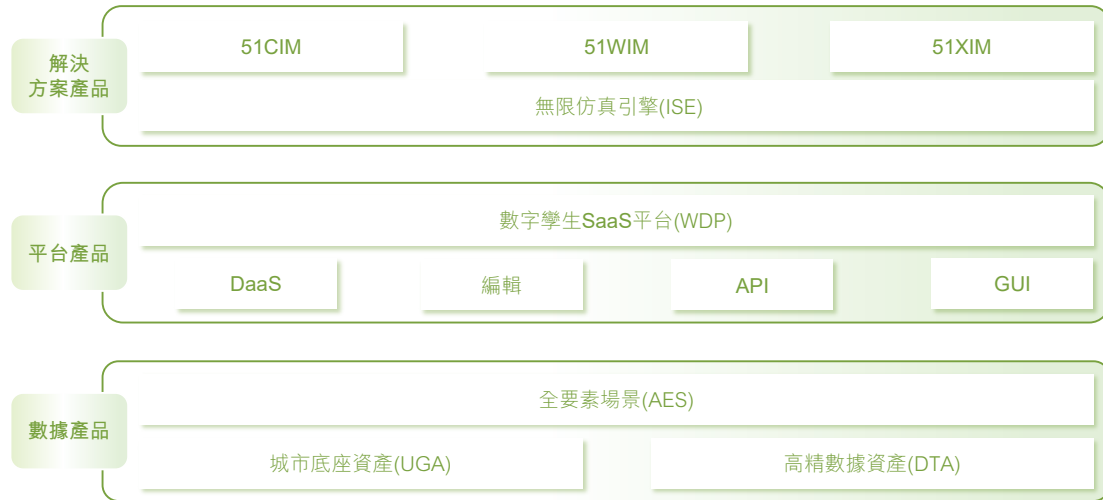 解決
方案產品
51CIM
51WIM
51XIM
無限仿真引擎(ISE)
平台產品
數字孿生SaaS平台(WDP)
DaaS
編輯
API
GUI
數據產品
全要素場景(AES)
城市底座資產(UGA)
高精數據資產(DTA)